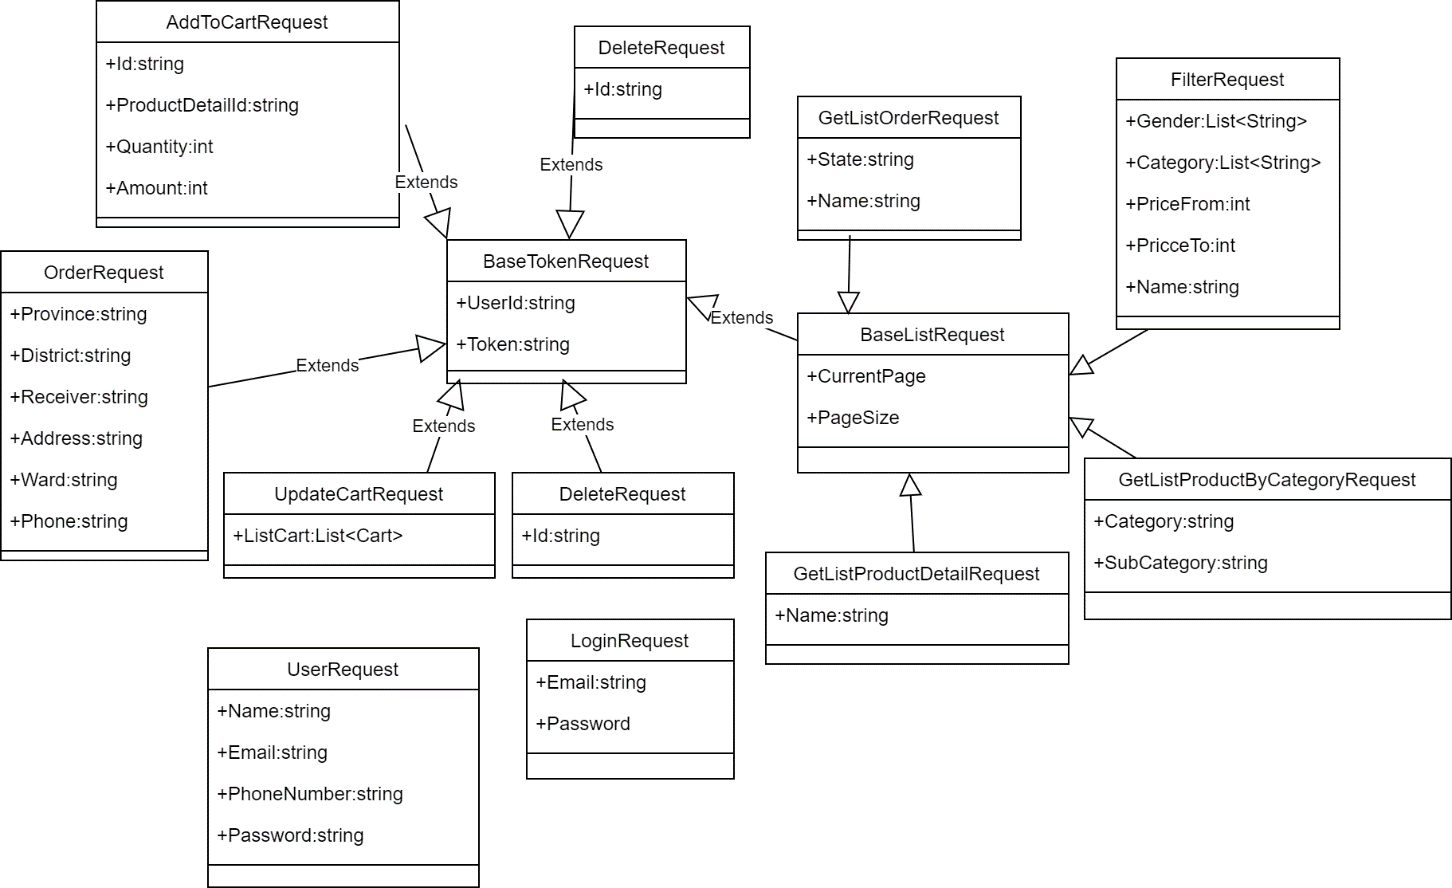 AddToCartRequest
+Id:string
+ProductDetailId:string
+Quantity:int
+Amount:int
DeleteRequest
+Id:string
GetListOrderRequest
+State:string
+Name:string
FilterRequest
+Gender:List<String>
+Category:List<String>
+PriceFrom:int
+PricceTo:int
+Name:string
Extends
Extends
OrderRequest
+Province:string
+District:string
+Receiver:string
+Address:string
+Ward:string
+Phone:string
Extends
BaseTokenRequest
+UserId:string
+Token:string
Extends
BaseListRequest
+CurrentPage
+PageSize
Extends
Extends
UpdateCartRequest
+ListCart:List<Cart>
DeleteRequest
+Id:string
GetListProductByCategoryRequest
+Category:string
+SubCategory:string
GetListProductDetailRequest
+Name:string
UserRequest
+Name:string
+Email:string
+PhoneNumber:string
+Password:string
LoginRequest
+Email:string
+Password